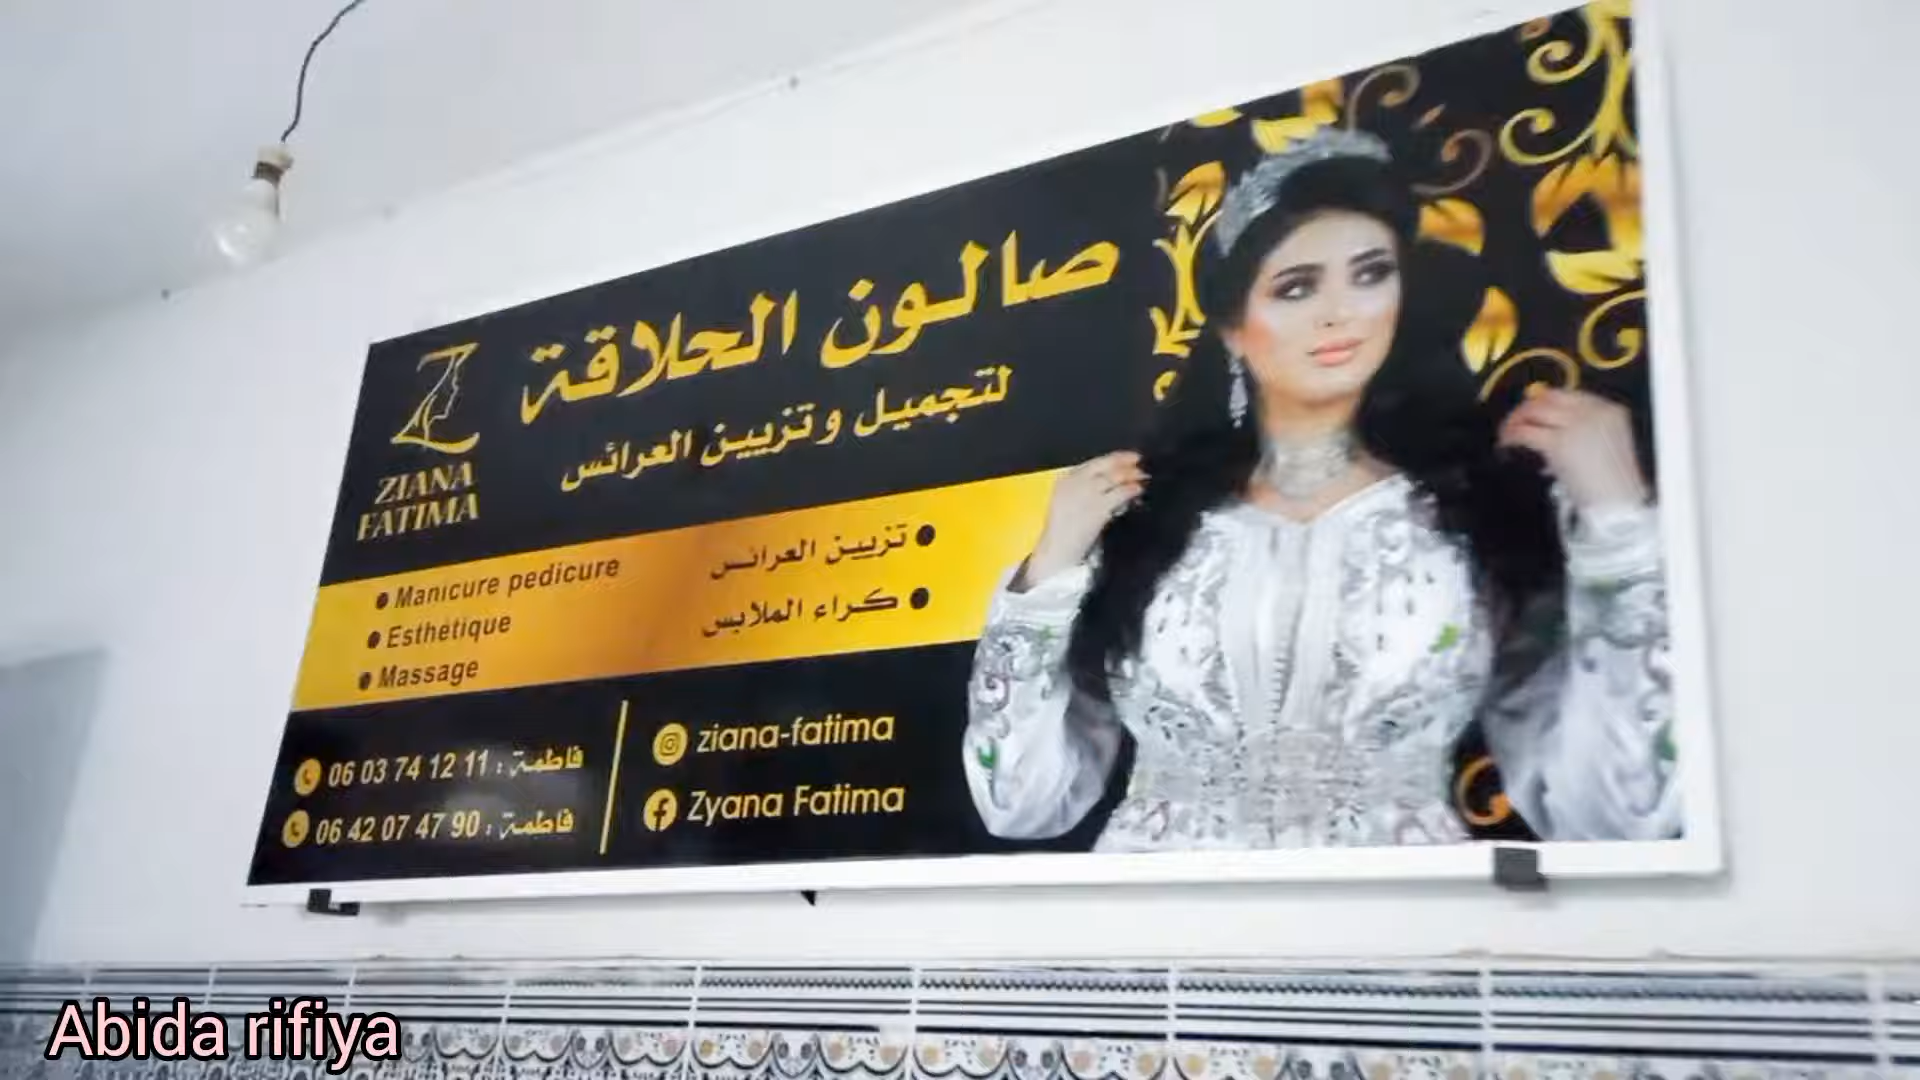 صالون الحلاقة
لتجميل وتزيين العرائس
ZIANA
FATIMA
تزيين العرائس
كراء الملابس
Manicure pedicure
Esthétique
Massage
06 03 74 12 11 : فاطمة
06 42 07 47 90 : فاطمة
ziana-fatima
Zyana Fatima
Abida rifiya